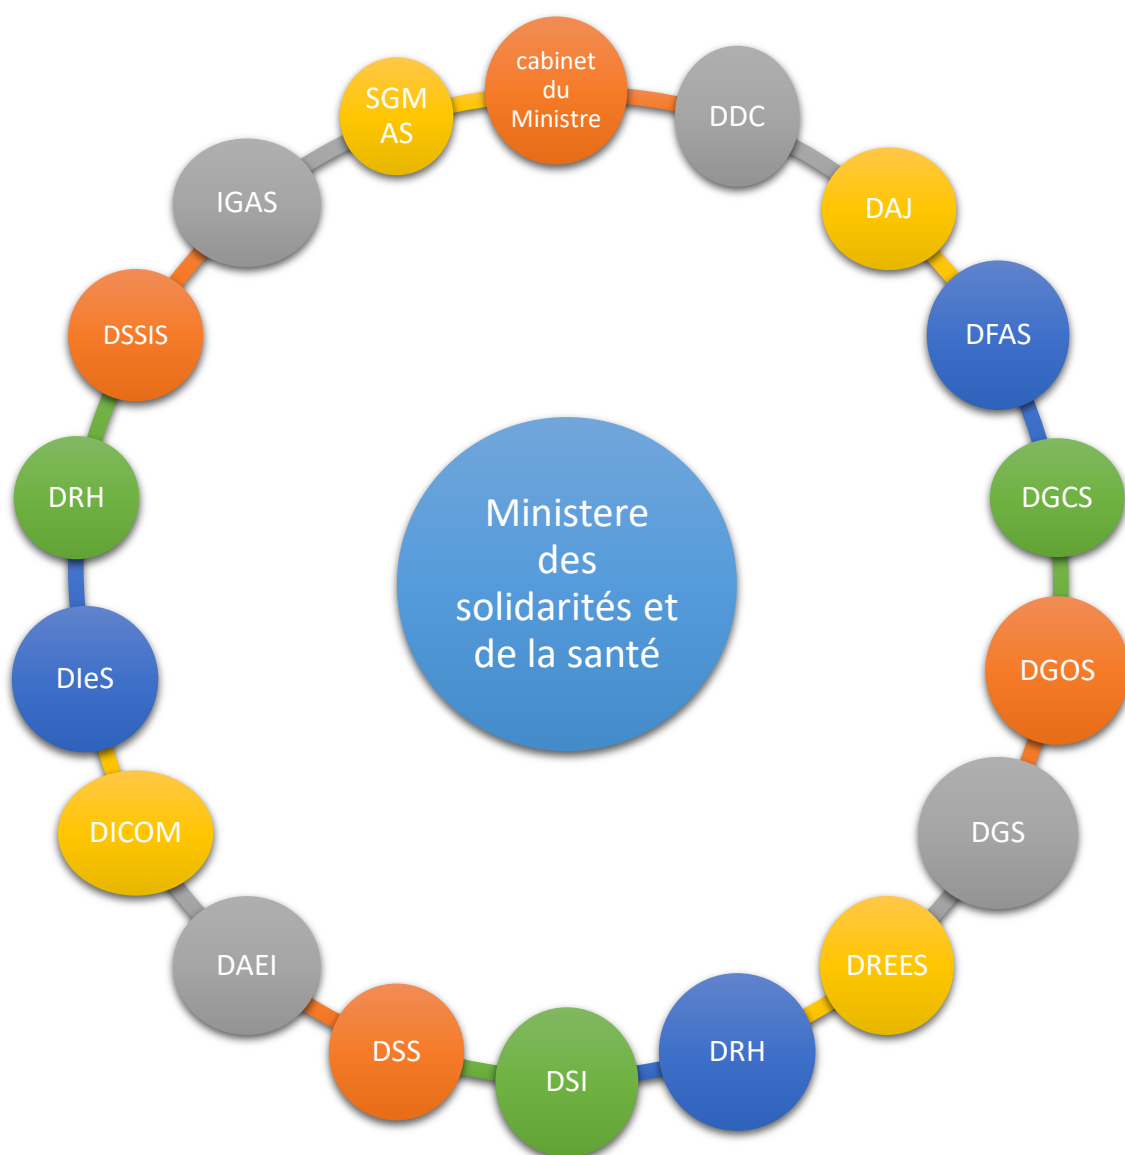 cabinet
du
Ministre
DDC
DAJ
DFAS
DGCS
DGOS
DGS
DREES
DRH
DSI
DSS
DAEI
DICOM
DIeS
DRH
DSSIS
IGAS
SGM
AS
Ministere
des
solidarités et
de la santé